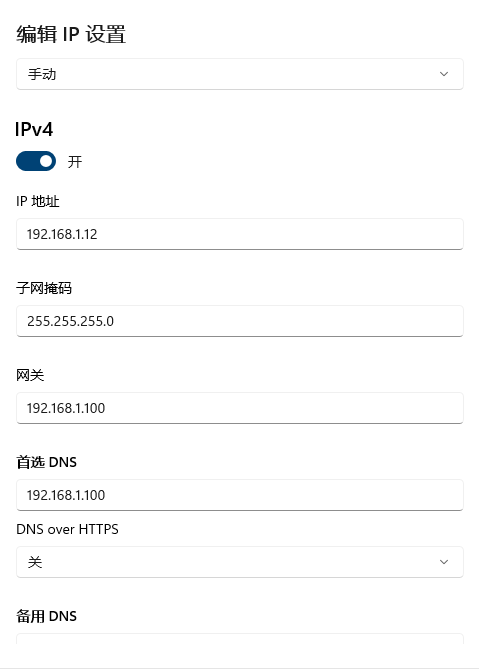 编辑 IP 设置
手动
IPv4
开
IP 地址
192.168.1.12
子网掩码
255.255.255.0
网关
192.168.1.100
首选 DNS
192.168.1.100
DNS over HTTPS
关
备用 DNS